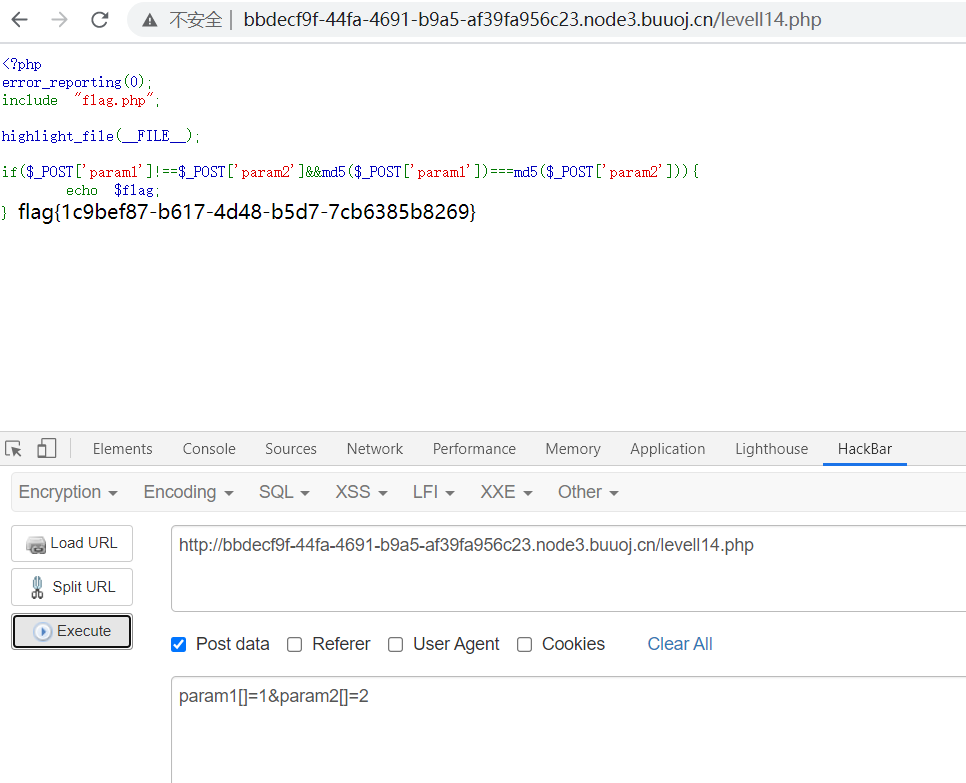 不安全 | bbdecf9f-44fa-4691-b9a5-af39fa956c23.node3.buuoj.cn/levell14.php
<?php
error_reporting(0);
include "flag.php";
highlight_file(__FILE__);
if($_POST['param1']!==$_POST['param2']&&md5($_POST['param1'])===md5($_POST['param2'])){
echo $flag;
} flag{1c9bef87-b617-4d48-b5d7-7cb6385b8269}
Elements Console Sources Network Performance Memory Application Lighthouse HackBar
Encryption Encoding SQL XSS LFI XXE Other
Load URL
http://bbdecf9f-44fa-4691-b9a5-af39fa956c23.node3.buuoj.cn/levell14.php
Split URL
Execute
Post data Referer User Agent Cookies Clear All
param1[]=1&param2[]=2